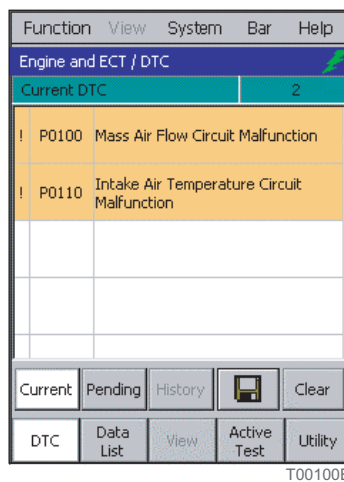 Function View System Bar Help
Engine and ECT / DTC
Current DTC 2
! P0100 Mass Air Flow Circuit Malfunction
! P0110 Intake Air Temperature Circuit
Malfunction
Current Pending History Clear
DTC Data List View Active Test Utility
T00100E